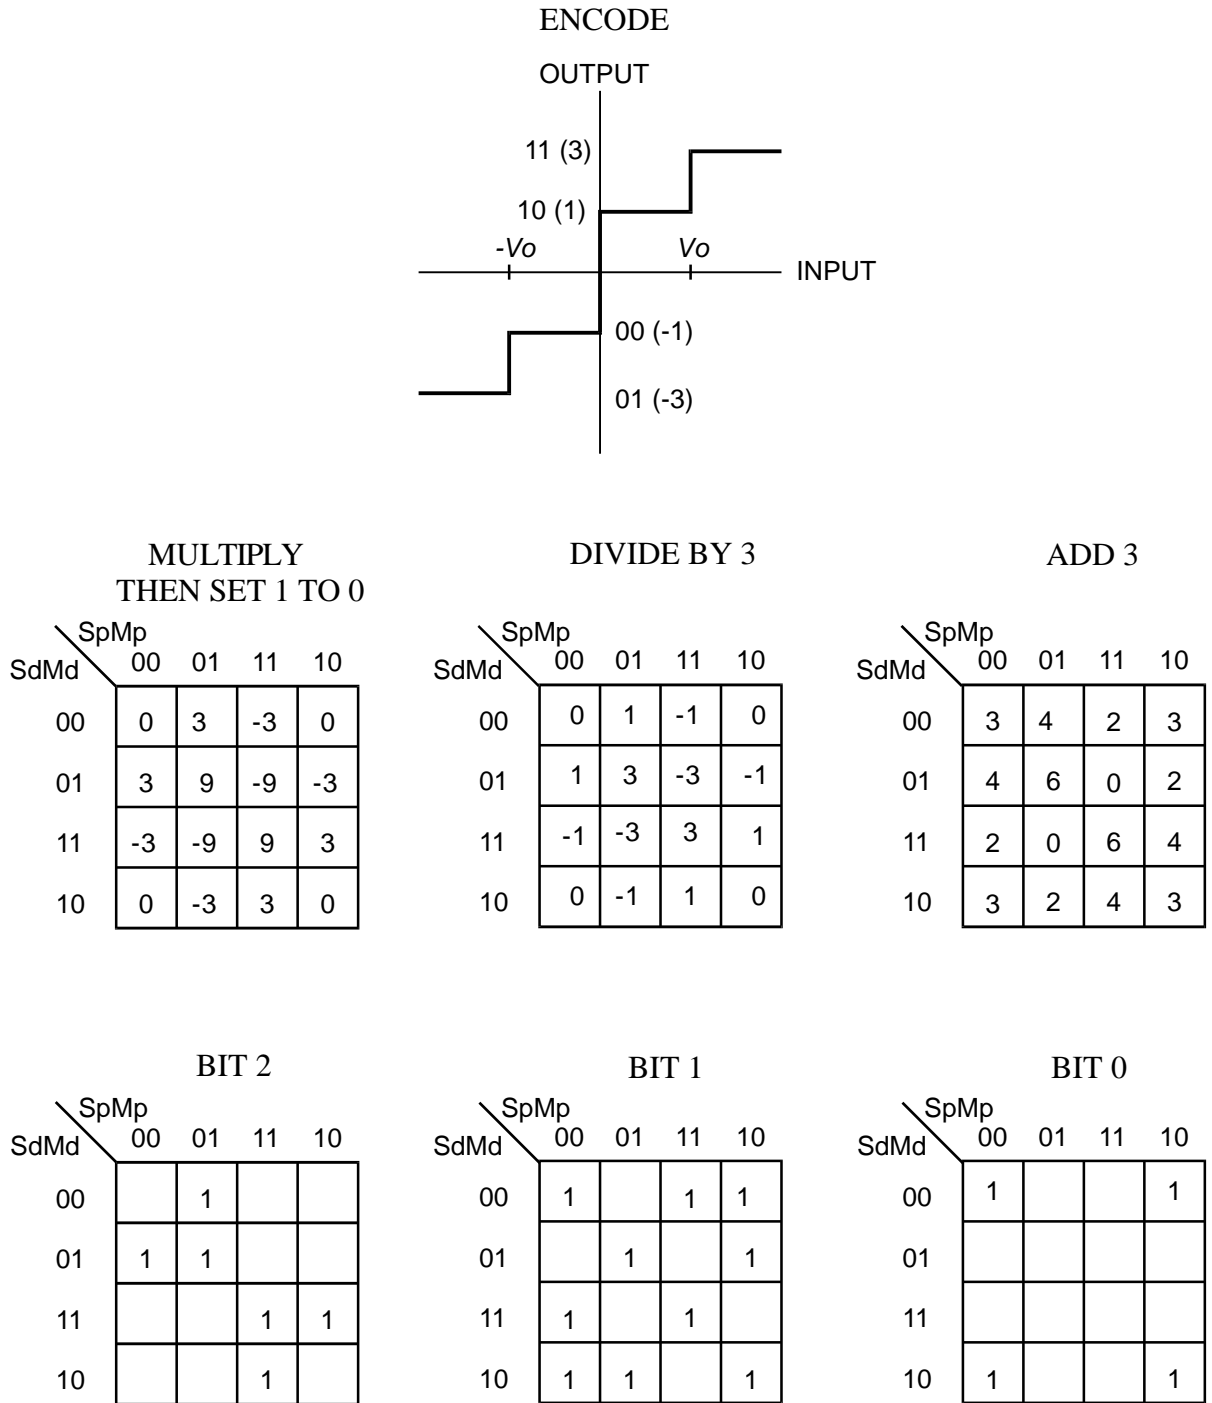 ENCODE
OUTPUT
11 (3)
10 (1)
-Vo Vo
INPUT
00 (-1)
01 (-3)
MULTIPLY
THEN SET 1 TO 0
SpMp
SdMd 00 01 11 10
00 0 3 -3 0
01 3 9 -9 -3
11 -3 -9 9 3
10 0 -3 3 0
DIVIDE BY 3
SpMp
SdMd 00 01 11 10
00 0 1 -1 0
01 1 3 -3 -1
11 -1 -3 3 1
10 0 -1 1 0
ADD 3
SpMp
SdMd 00 01 11 10
00 3 4 2 3
01 4 6 0 2
11 2 0 6 4
10 3 2 4 3
BIT 2
SpMp
SdMd 00 01 11 10
00 1
01 1 1
11 1 1
10 1
BIT 1
SpMp
SdMd 00 01 11 10
00 1 1 1
01 1 1
11 1 1
10 1 1 1
BIT 0
SpMp
SdMd 00 01 11 10
00 1 1
01
11
10 1 1